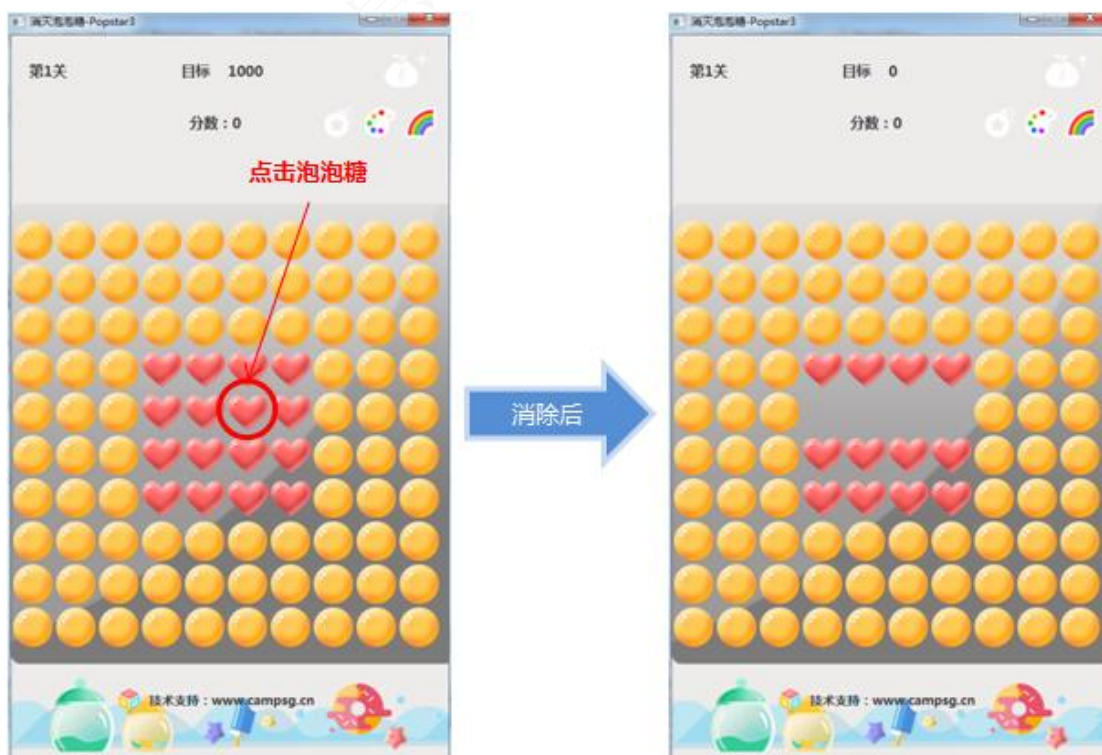 消灭泡泡糖-Popstar3
第1关
目标 1000
分数：0
点击泡泡糖
技术支持：www.campsg.cn
消除后
消灭泡泡糖-Popstar3
第1关
目标 0
分数：0
技术支持：www.campsg.cn